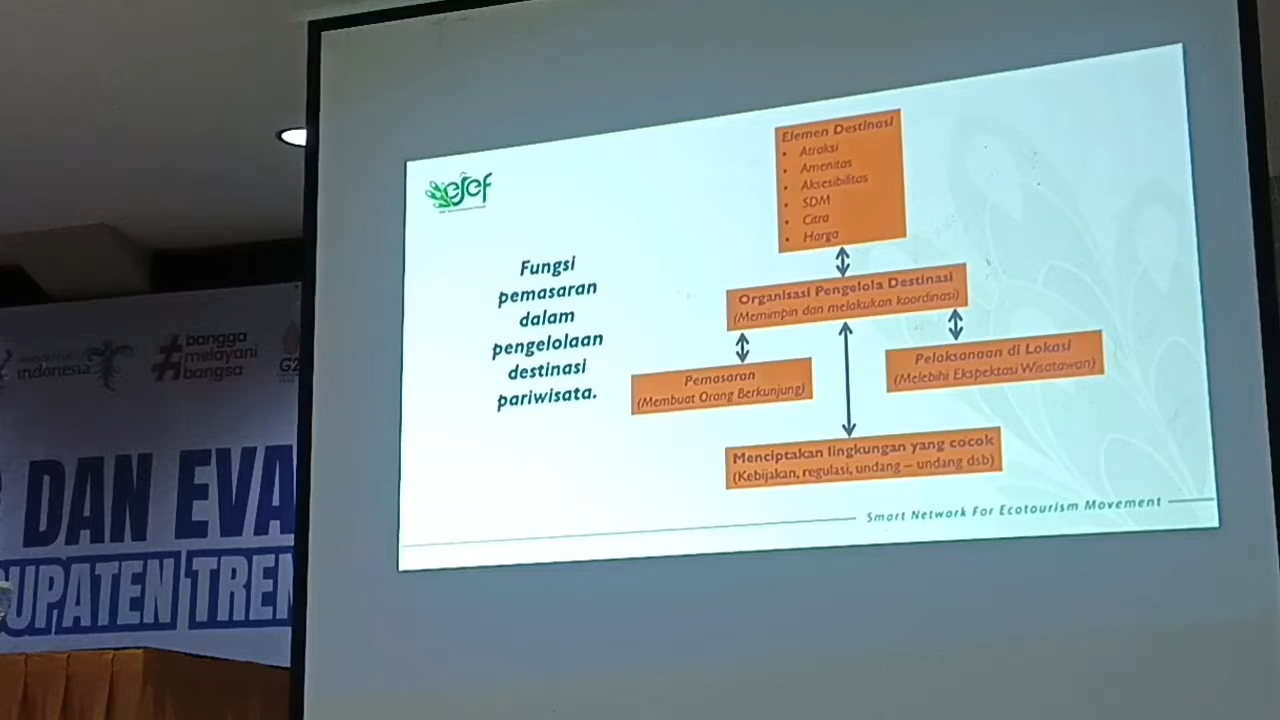 ejef
Fungsi
pemasaran
dalam
pengelolaan
destinasi
pariwisata.
Elemen Destinasi
• Atraksi
• Amenitas
• Aksesibilitas
• SDM
• Citra
• Harga
Organisasi Pengelola Destinasi
(Memimpin dan melakukan koordinasi)
Pemasaran
(Membuat Orang Berkunjung)
Pelaksanaan di Lokasi
(Melebihi Ekspektasi Wisatawan)
Menciptakan lingkungan yang cocok
(Kebijakan, regulasi, undang – undang dsb)
Smart Network For Ecotourism Movement
indonesia
#bangga
melayani
bangsa
G2
DAN EVA
UPATEN TREN